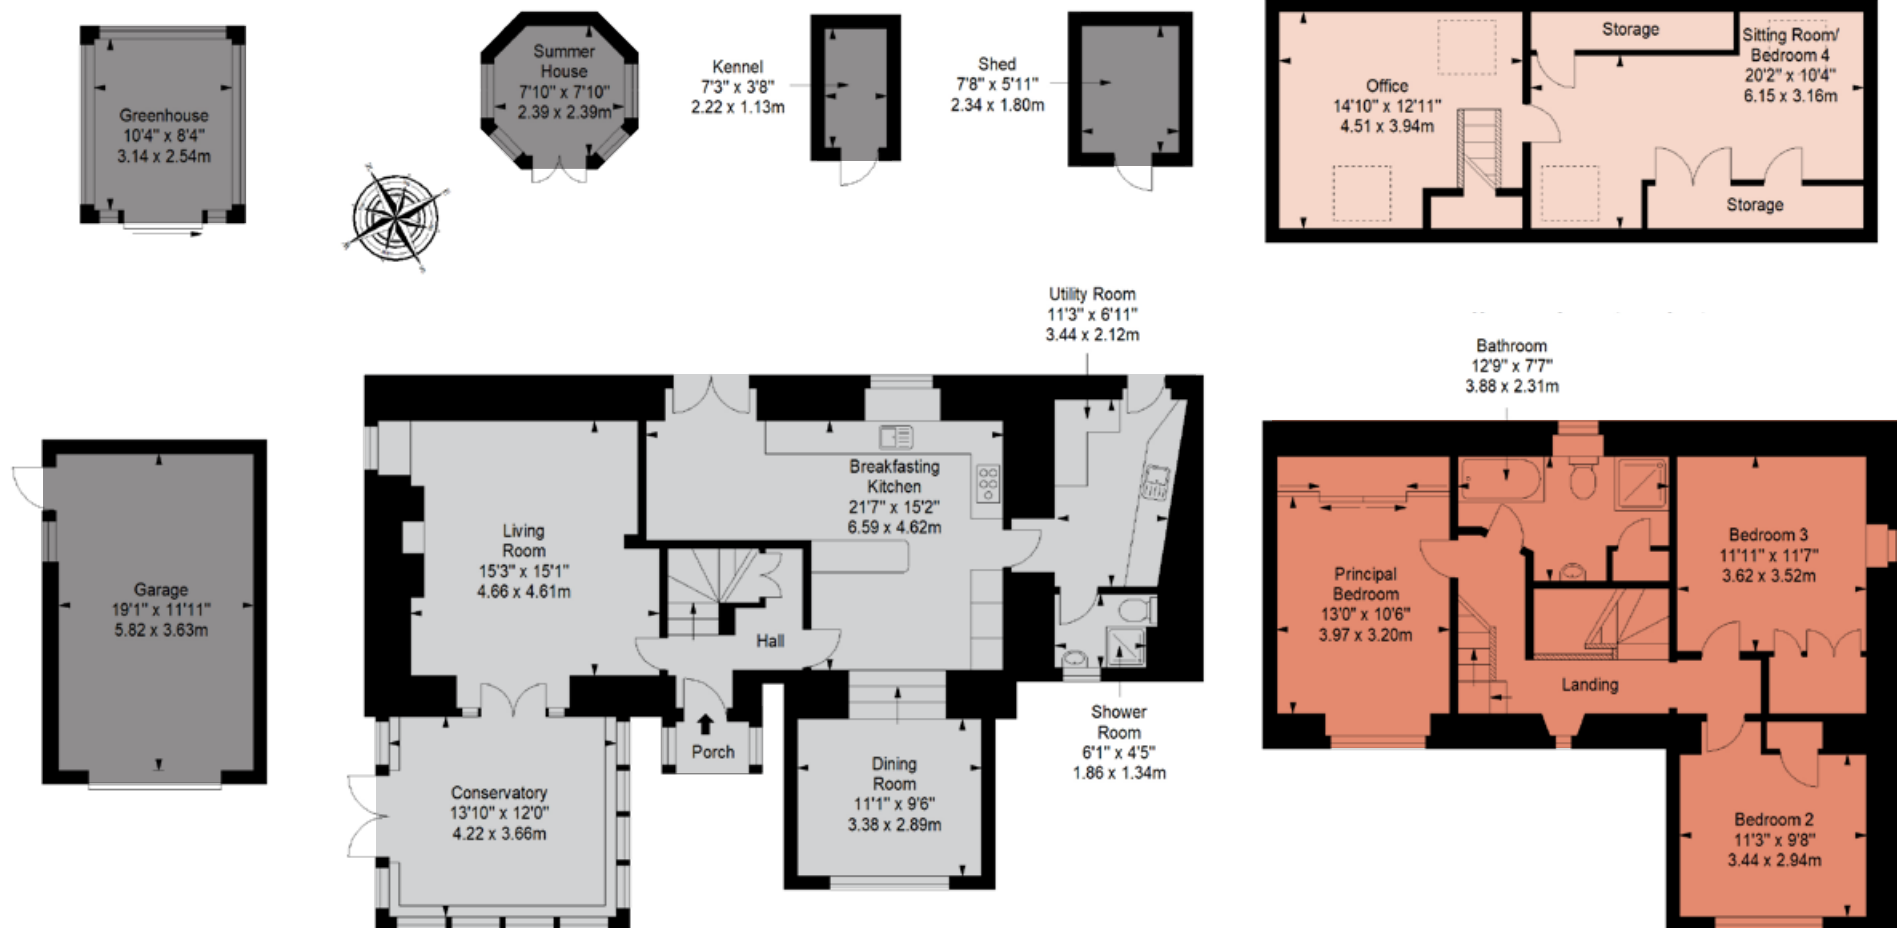 Greenhouse
10'4" x 8'4"
3.14 x 2.54m
Summer
House
7'10" x 7'10"
2.39 x 2.39m
Kennel
7'3" x 3'8"
2.22 x 1.13m
Shed
7'8" x 5'11"
2.34 x 1.80m
Office
14'10" x 12'11"
4.51 x 3.94m
Storage
Sitting Room/
Bedroom 4
20'2" x 10'4"
6.15 x 3.16m
Storage
Garage
19'1" x 11'11"
5.82 x 3.63m
Living
Room
15'3" x 15'1"
4.66 x 4.61m
Breakfasting
Kitchen
21'7" x 15'2"
6.59 x 4.62m
Utility Room
11'3" x 6'11"
3.44 x 2.12m
Hall
Porch
Conservatory
13'10" x 12'0"
4.22 x 3.66m
Dining
Room
11'1" x 9'6"
3.38 x 2.89m
Shower
Room
6'1" x 4'5"
1.86 x 1.34m
Bathroom
12'9" x 7'7"
3.88 x 2.31m
Principal
Bedroom
13'0" x 10'6"
3.97 x 3.20m
Bedroom 3
11'11" x 11'7"
3.62 x 3.52m
Landing
Bedroom 2
11'3" x 9'8"
3.44 x 2.94m